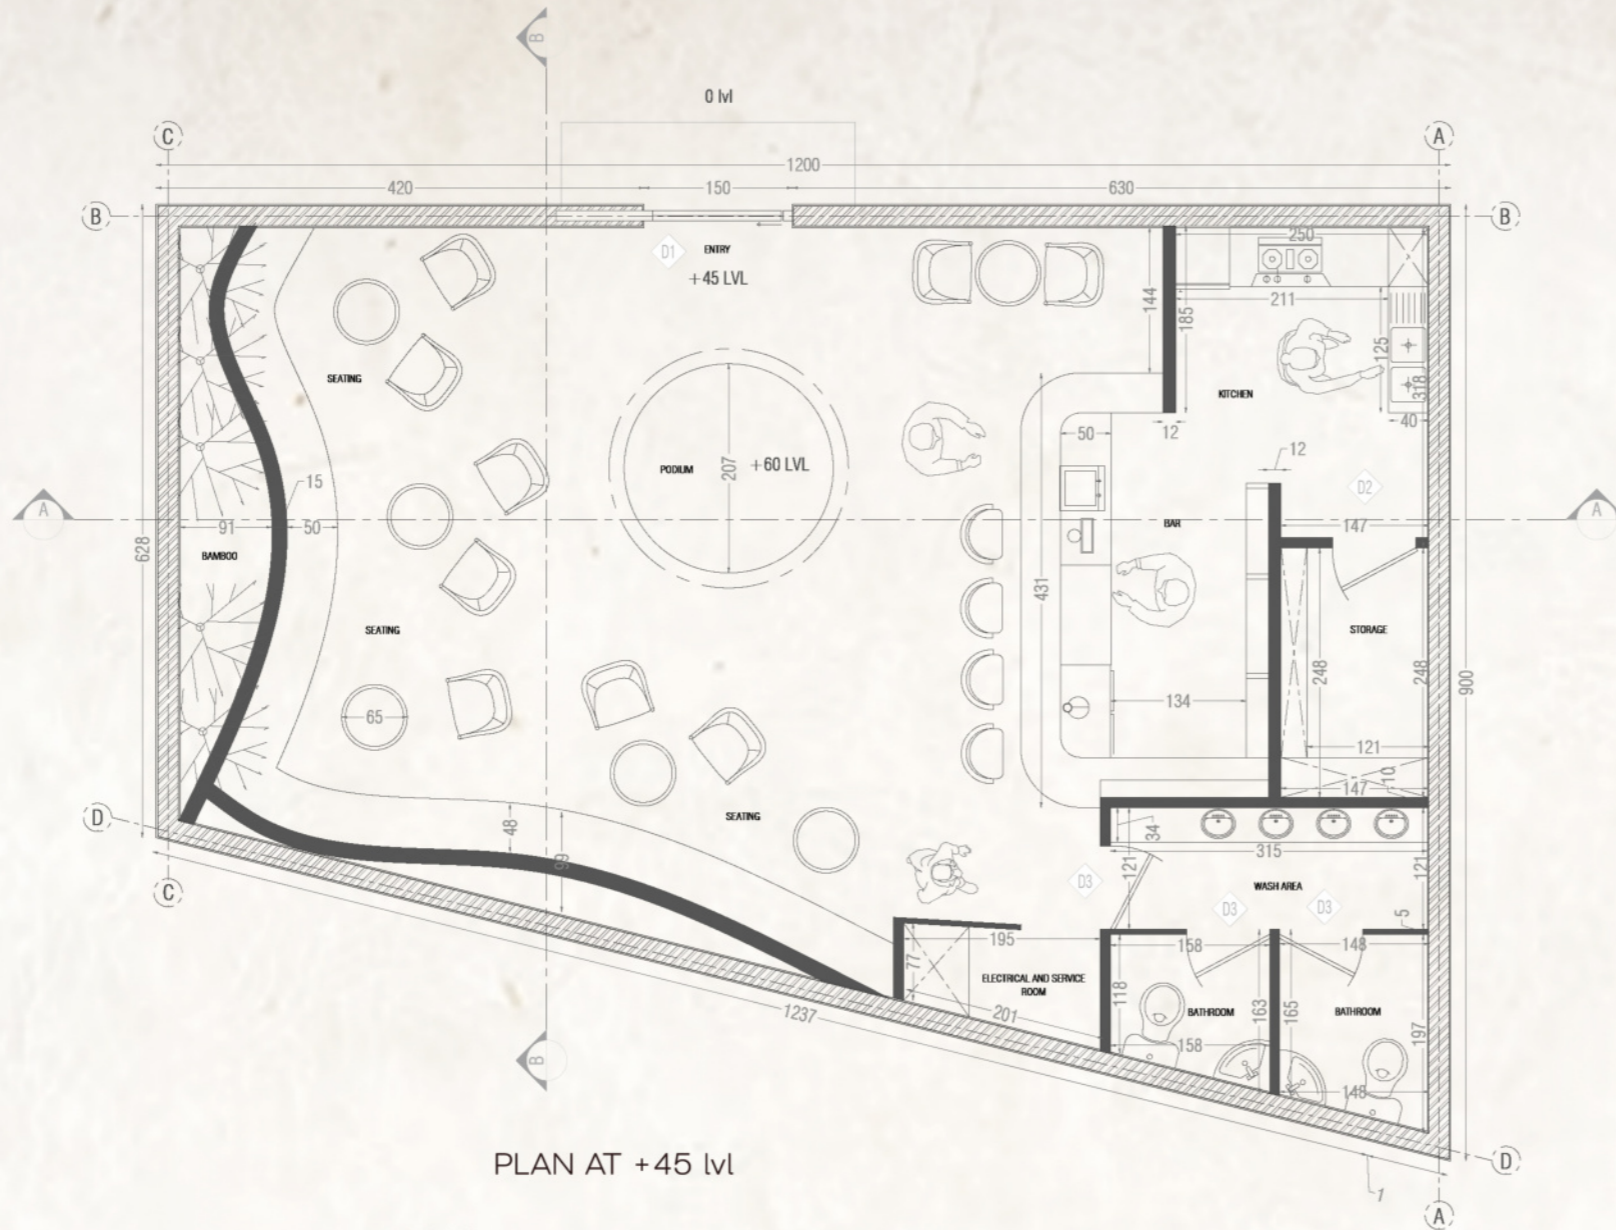 B
0 lvl
C
A
1200
420
150
630
B
B
D1
ENTRY
+45 LVL
250
211
144
185
125
318
SEATING
KITCHEN
40
50
12
12
PODIUM
207
+60 LVL
D2
15
A
A
91
50
BAR
147
628
BAMBOO
431
SEATING
STORAGE
248
248
900
65
134
121
147
10
D
48
99
SEATING
34
121
315
121
C
D3
WASH AREA
D3
D3
5
195
158
148
77
ELECTRICAL AND SERVICE
ROOM
118
163
165
197
BATHROOM
BATHROOM
201
1237
158
B
148
PLAN AT +45 lvl
D
1
A